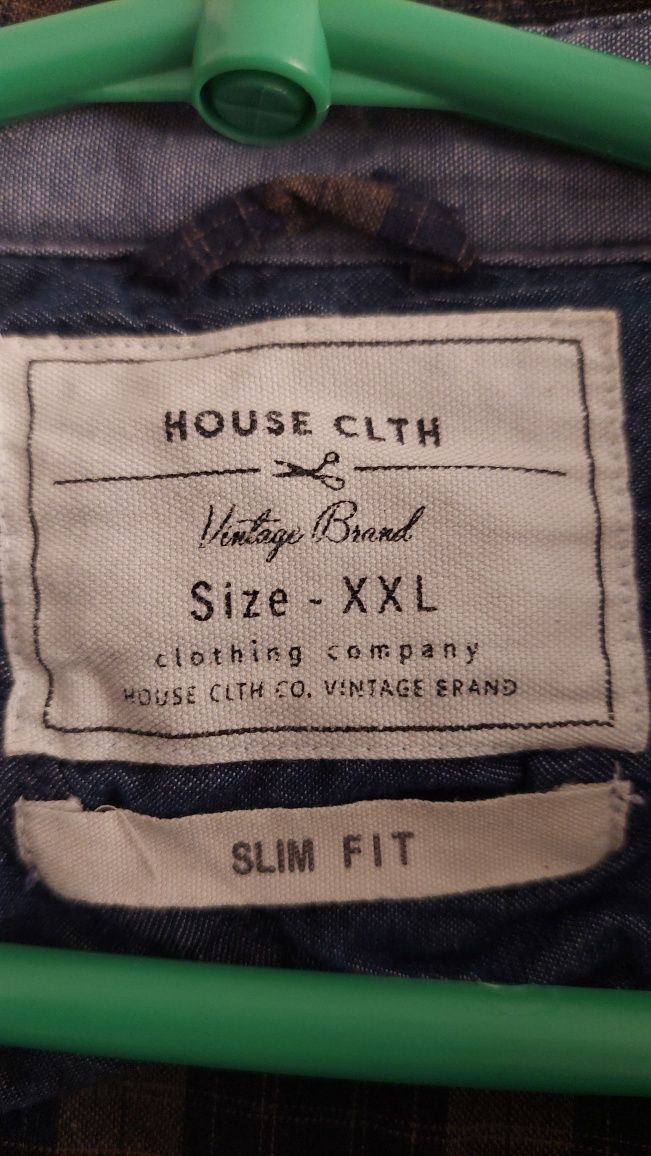 HOUSE CLTH
Vintage Brand
Size - XXL
clothing company
HOUSE CLTH CO. VINTAGE BRAND
SLIM FIT